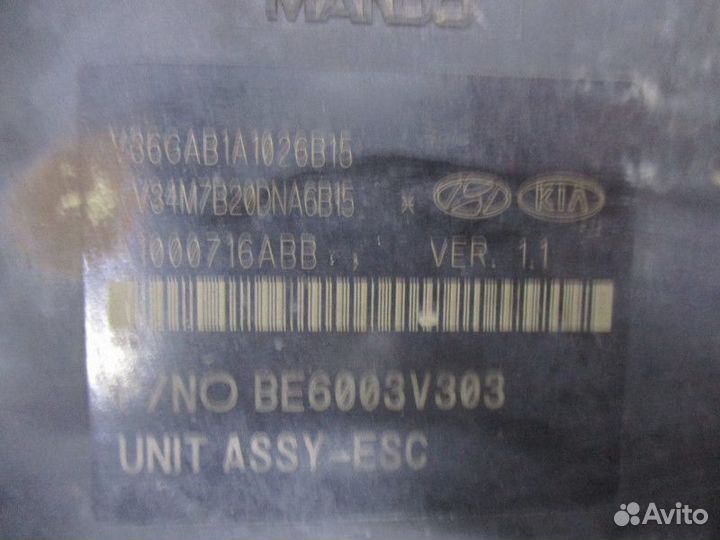 MANDO
V36GAB1A1026B15
V34M7B20DNA6B15 * KIA
1000716ABB VER. 1.1
P/NO BE6003V303
UNIT ASSY-ESC
Avito